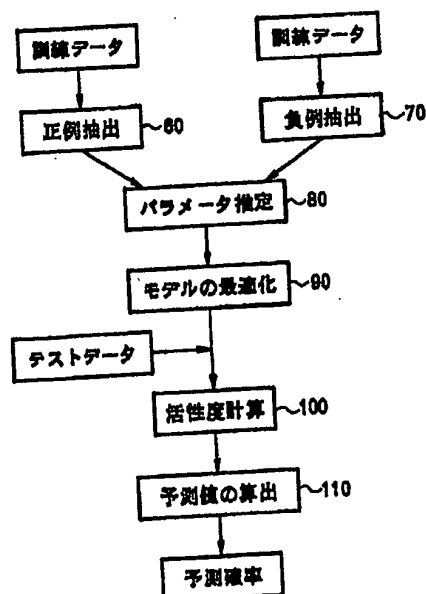 訓練データ
訓練データ
正例抽出 ~60
負例抽出 ~70
パラメータ推定 ~80
モデルの最適化 ~90
テストデータ
活性度計算 ~100
予測値の算出 ~110
予測確率